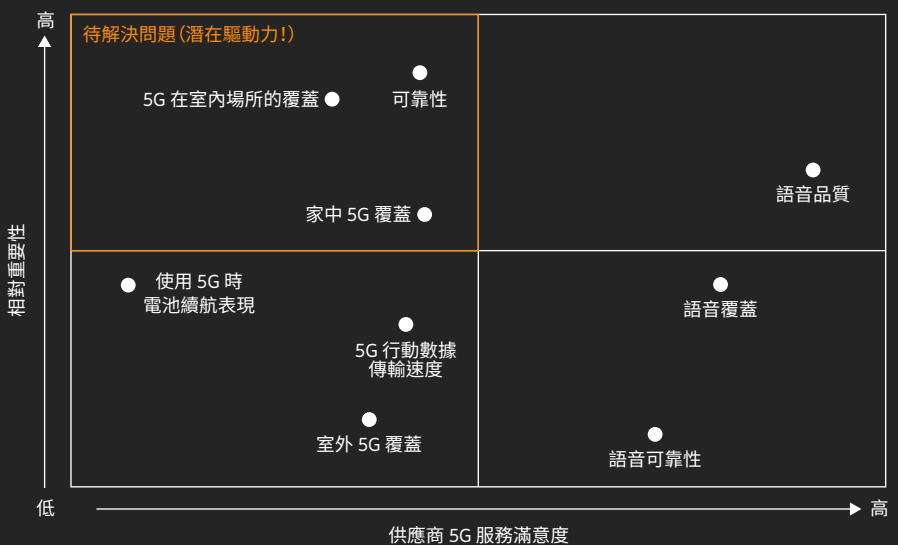 高
待解決問題(潛在驅動力!)
5G 在室內場所的覆蓋
可靠性
語音品質
家中 5G 覆蓋
相對重要性
使用 5G 時
電池續航表現
語音覆蓋
5G 行動數據
傳輸速度
室外 5G 覆蓋
語音可靠性
低
高
供應商 5G 服務滿意度